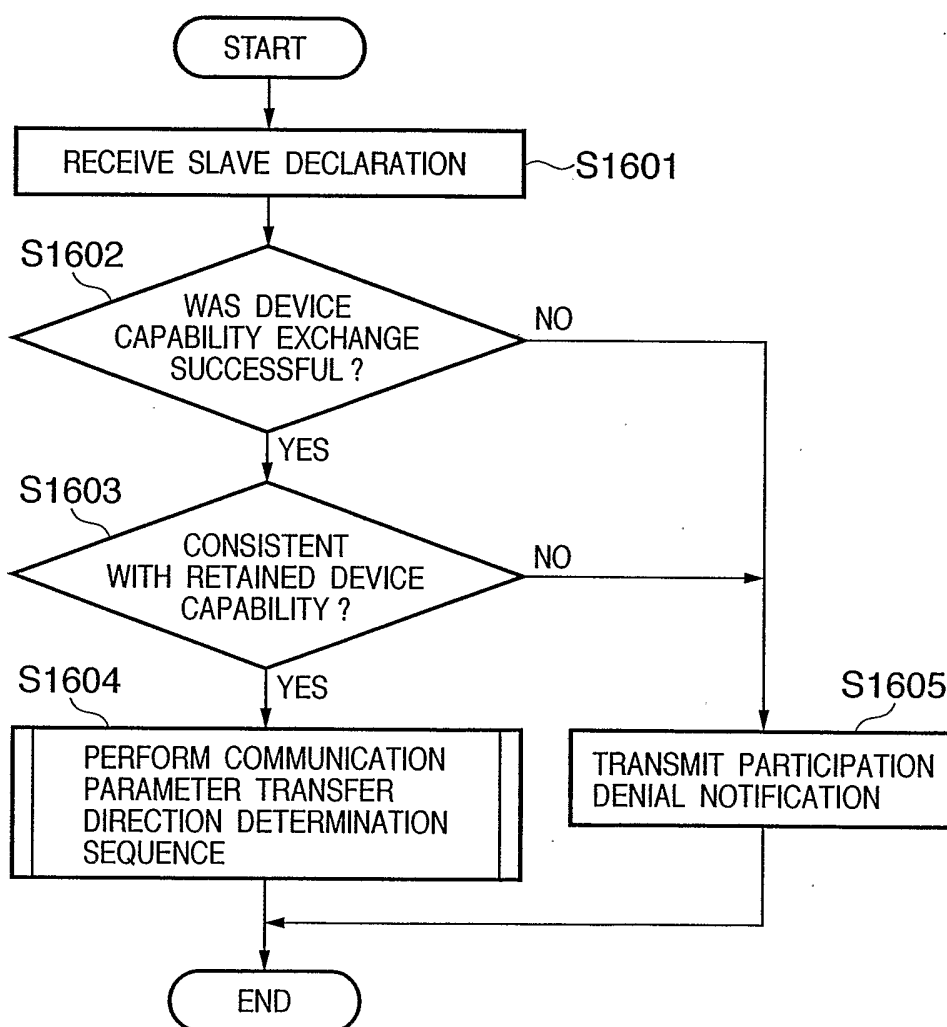 START
RECEIVE SLAVE DECLARATION
S1601
S1602
WAS DEVICE
CAPABILITY EXCHANGE
SUCCESSFUL ?
NO
YES
S1603
CONSISTENT
WITH RETAINED DEVICE
CAPABILITY ?
NO
YES
S1604
PERFORM COMMUNICATION
PARAMETER TRANSFER
DIRECTION DETERMINATION
SEQUENCE
S1605
TRANSMIT PARTICIPATION
DENIAL NOTIFICATION
END